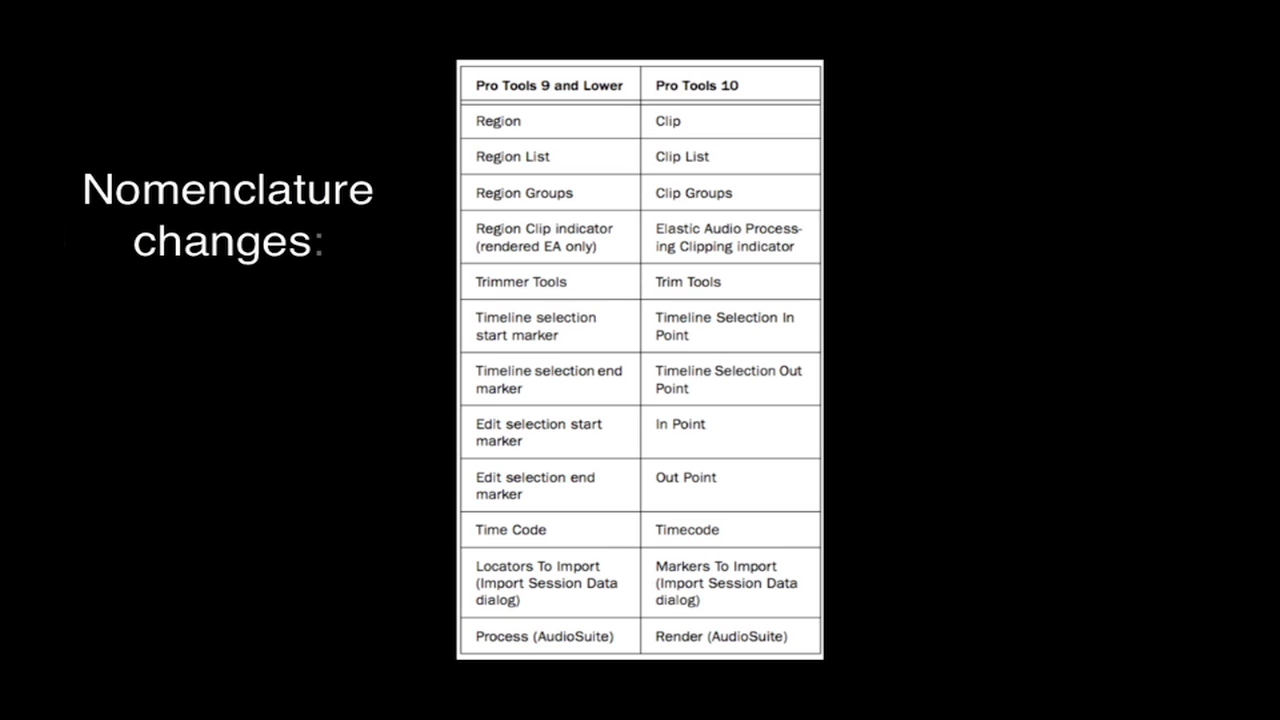 Nomenclature
changes:
Pro Tools 9 and Lower Pro Tools 10
Region Clip
Region List Clip List
Region Groups Clip Groups
Region Clip indicator Elastic Audio Process-
(rendered EA only) ing Clipping indicator
Trimmer Tools Trim Tools
Timeline selection Timeline Selection In
start marker Point
Timeline selection end Timeline Selection Out
marker Point
Edit selection start In Point
marker
Edit selection end Out Point
marker
Time Code Timecode
Locators To Import Markers To Import
(Import Session Data (Import Session Data
dialog) dialog)
Process (AudioSuite) Render (AudioSuite)